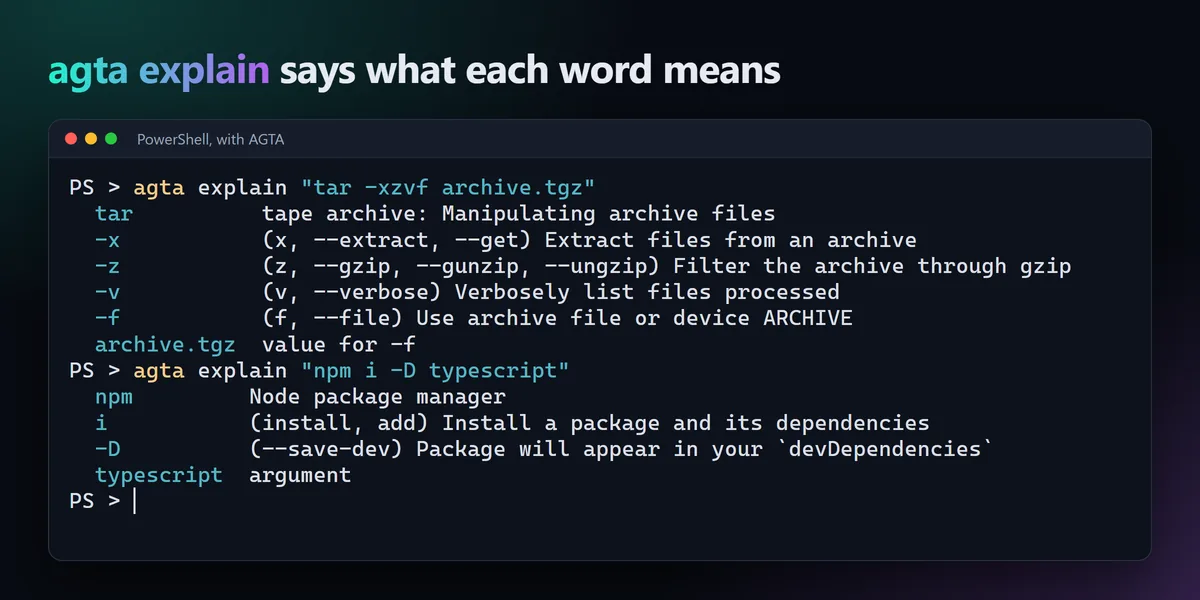 agta explain says what each word means
PowerShell, with AGTA
PS > agta explain "tar -xzvf archive.tgz"
tar tape archive: Manipulating archive files
-x (x, --extract, --get) Extract files from an archive
-z (z, --gzip, --gunzip, --ungzip) Filter the archive through gzip
-v (v, --verbose) Verbosely list files processed
-f (f, --file) Use archive file or device ARCHIVE
archive.tgz value for -f
PS > agta explain "npm i -D typescript"
npm Node package manager
i (install, add) Install a package and its dependencies
-D (--save-dev) Package will appear in your `devDependencies`
typescript argument
PS >